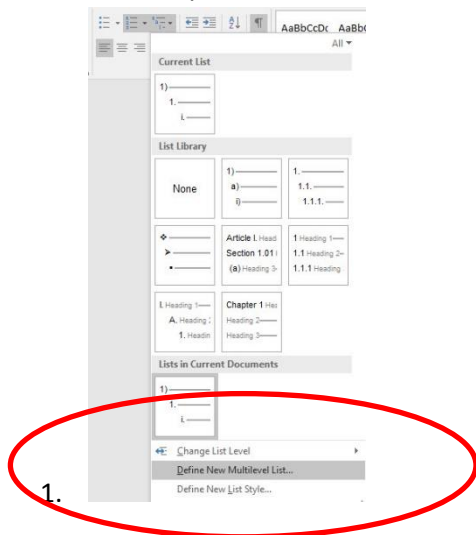 AaBbCcDc AaBb
All
Current List
1)
1.
i.
List Library
None
1)
a)
i)
1.
1.1.
1.1.1.
Article I. Head
Section 1.01
(a) Heading 3-
1 Heading 1
1.1 Heading 2
1.1.1 Heading
I. Heading 1
A. Heading
1. Headin
Chapter 1 Hea
Heading 2
Heading 3
Lists in Current Documents
1)
1.
i.
Change List Level
Define New Multilevel List...
1.
Define New List Style...